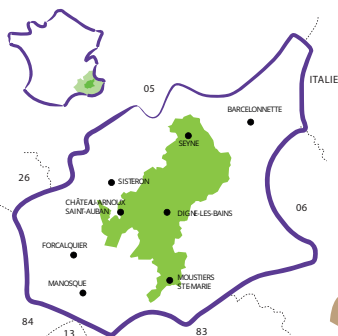 ITALIE
05
BARCELONNETTE
SEYNE
26
SISTERON
CHÂTEAU-ARNOUX
SAINT-AUBAN
DIGNE-LES-BAINS
06
FORCALQUIER
MANOSQUE
MOUSTIERS
STE-MARIE
84
13
83